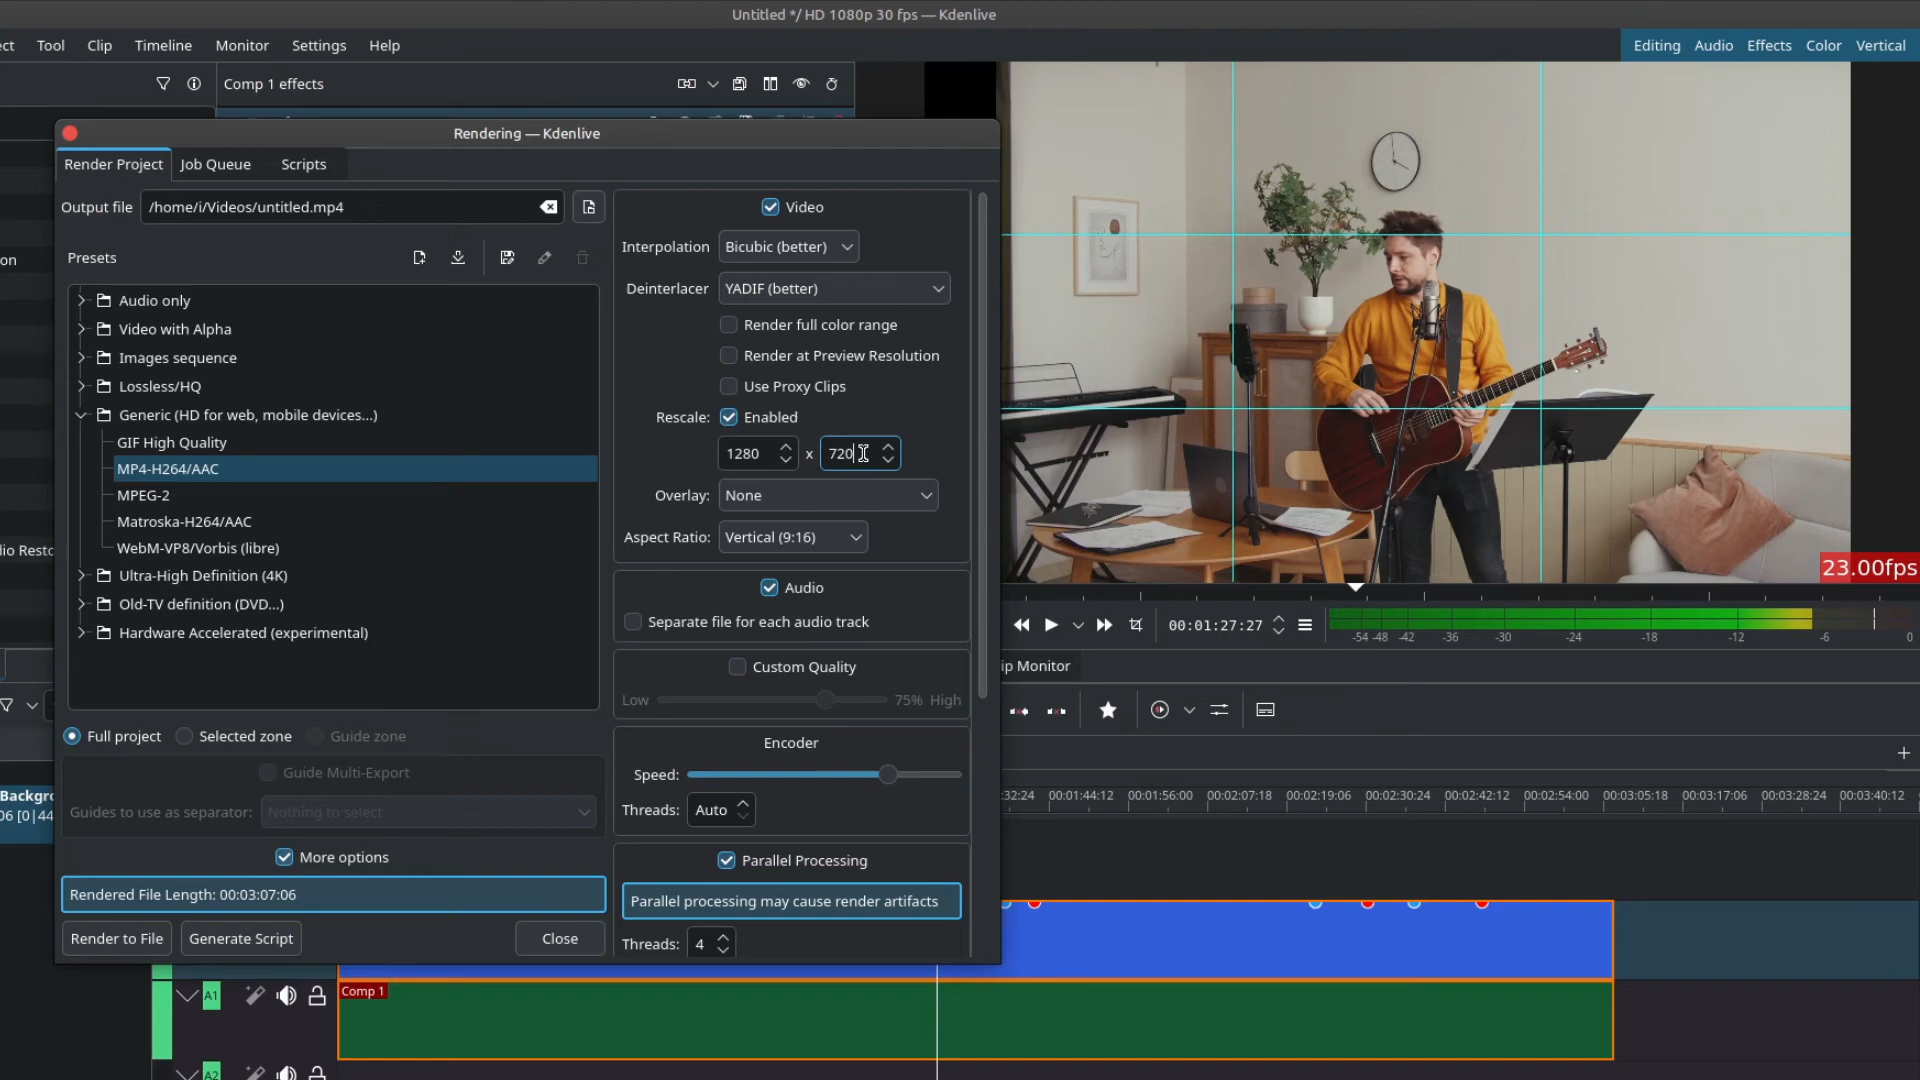 Untitled */ HD 1080p 30 fps — Kdenlive
ect Tool Clip Timeline Monitor Settings Help
Editing Audio Effects Color Vertical
Comp 1 effects
Rendering — Kdenlive
Render Project Job Queue Scripts
Output file /home/i/Videos/untitled.mp4
Presets
Audio only
Video with Alpha
Images sequence
Lossless/HQ
Generic (HD for web, mobile devices...)
GIF High Quality
MP4-H264/AAC
MPEG-2
Matroska-H264/AAC
WebM-VP8/Vorbis (libre)
Ultra-High Definition (4K)
Old-TV definition (DVD...)
Hardware Accelerated (experimental)
Full project Selected zone Guide zone
Guide Multi-Export
Guides to use as separator: Nothing to select
More options
Rendered File Length: 00:03:07:06
Render to File Generate Script Close
Video
Interpolation Bicubic (better)
Deinterlacer YADIF (better)
Render full color range
Render at Preview Resolution
Use Proxy Clips
Rescale: Enabled
1280 x 720
Overlay: None
Aspect Ratio: Vertical (9:16)
Audio
Separate file for each audio track
Custom Quality
Low 75% High
Encoder
Speed:
Threads: Auto
Parallel Processing
Parallel processing may cause render artifacts
Threads: 4
on
dio Resto
Backgro
06 [0|44
23.00fps
00:01:27:27
-54 -48 -42 -36 -30 -24 -18 -12 -6 0
ip Monitor
:32:24 00:01:44:12 00:01:56:00 00:02:07:18 00:02:19:06 00:02:30:24 00:02:42:12 00:02:54:00 00:03:05:18 00:03:17:06 00:03:28:24 00:03:40:12
A1
Comp 1
A2